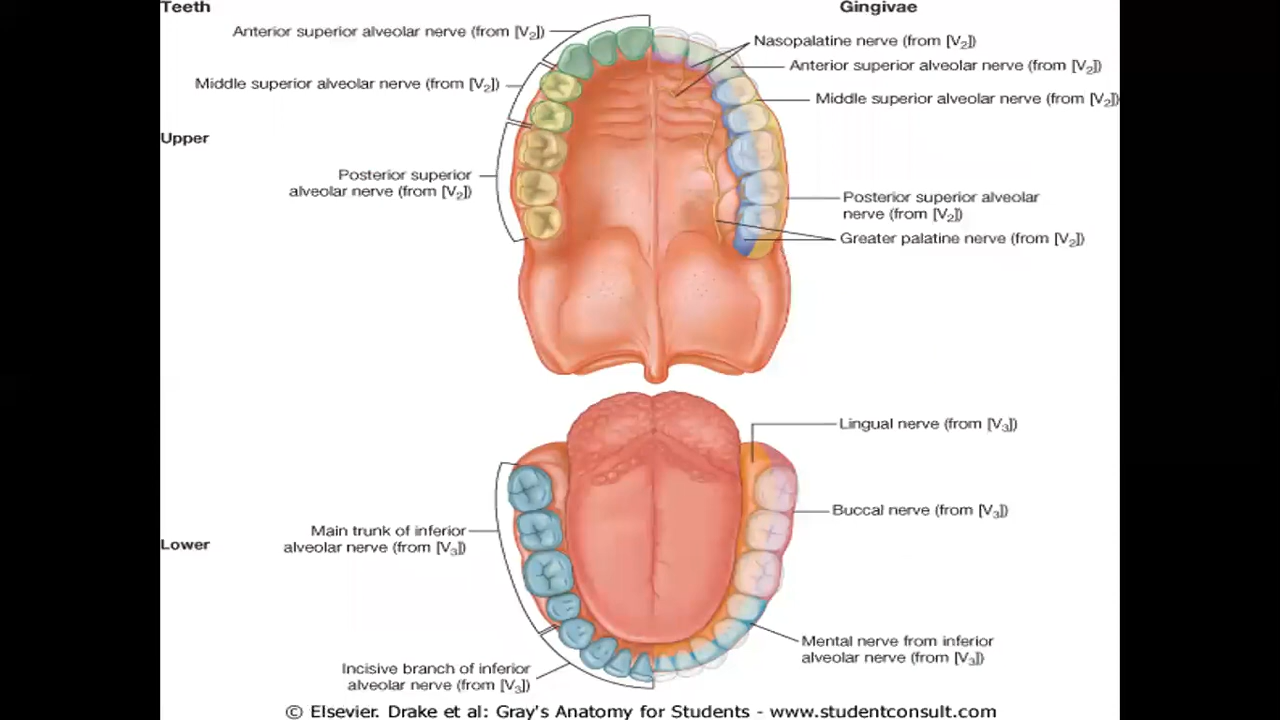 Teeth
Gingivae
Anterior superior alveolar nerve (from [V2])
Middle superior alveolar nerve (from [V2])
Upper
Posterior superior
alveolar nerve (from [V2])
Nasopalatine nerve (from [V2])
Anterior superior alveolar nerve (from [V2])
Middle superior alveolar nerve (from [V2])
Posterior superior alveolar
nerve (from [V2])
Greater palatine nerve (from [V2])
Lingual nerve (from [V3])
Buccal nerve (from [V3])
Main trunk of inferior
alveolar nerve (from [V3])
Lower
Mental nerve from inferior
alveolar nerve (from [V3])
Incisive branch of inferior
alveolar nerve (from [V3])
© Elsevier. Drake et al: Gray's Anatomy for Students - www.studentconsult.com